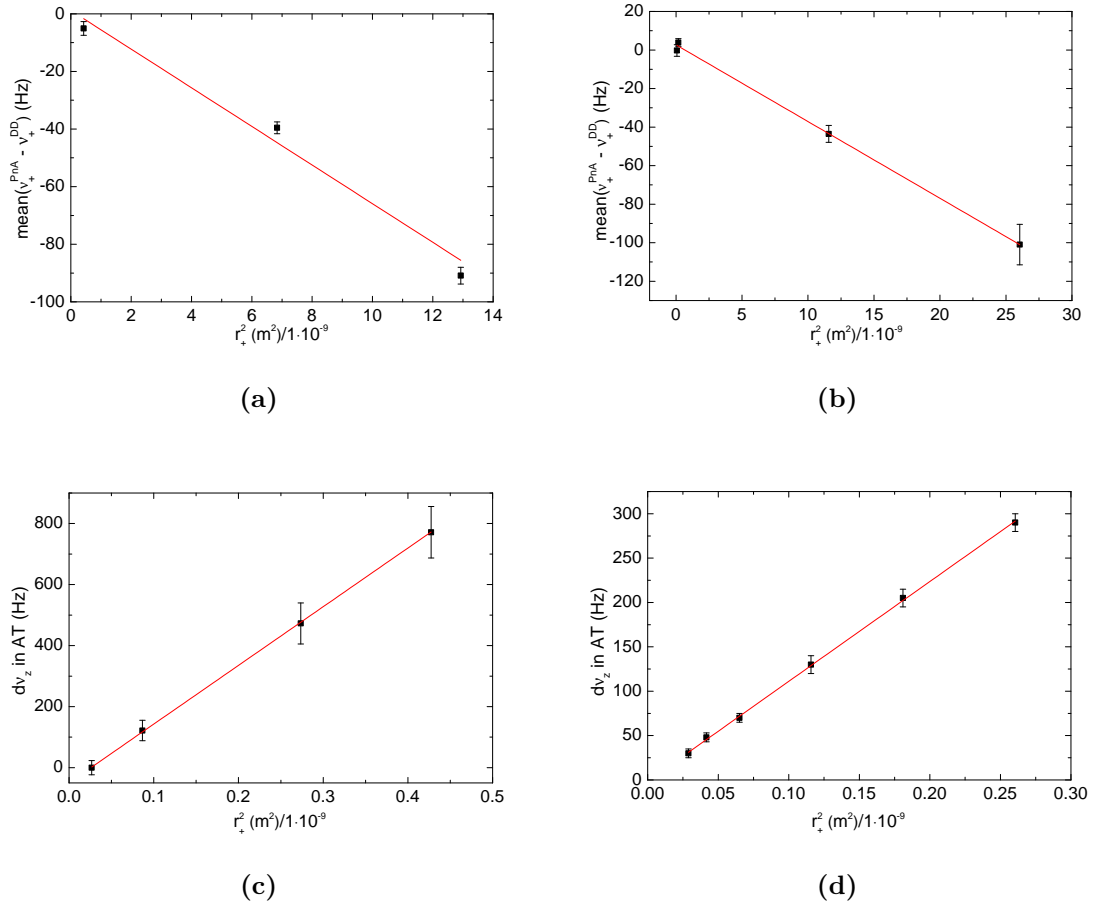 0
-20
-40
-60
-80
-100
0 2 4 6 8 10 12 14
mean(ν₊^PnA - ν₊^DD) (Hz)
r₊² (m²)/1·10⁻⁹
(a)
20
0
-20
-40
-60
-80
-100
-120
0 5 10 15 20 25 30
mean(ν₊^PnA - ν₊^DD) (Hz)
r₊² (m²)/1·10⁻⁹
(b)
800
600
400
200
0
0.0 0.1 0.2 0.3 0.4 0.5
dν_z in AT (Hz)
r₊² (m²)/1·10⁻⁹
(c)
300
250
200
150
100
50
0
0.00 0.05 0.10 0.15 0.20 0.25 0.30
dν_z in AT (Hz)
r₊² (m²)/1·10⁻⁹
(d)